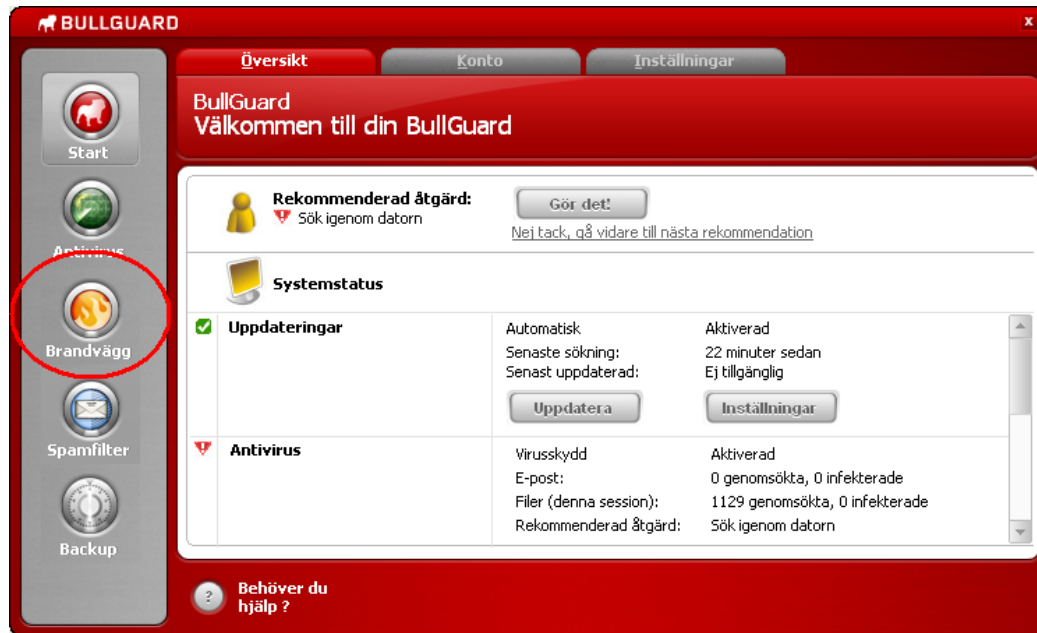 BULLGUARD
x
Översikt
Konto
Inställningar
BullGuard
Välkommen till din BullGuard
Start
Antivirus
Brandvägg
Spamfilter
Backup
Rekommenderad åtgärd:
Sök igenom datorn
Gör det!
Nej tack, gå vidare till nästa rekommendation
Systemstatus
Uppdateringar
Automatisk Aktiverad
Senaste sökning: 22 minuter sedan
Senast uppdaterad: Ej tillgänglig
Uppdatera Inställningar
Antivirus
Virusskydd Aktiverad
E-post: 0 genomsökta, 0 infekterade
Filer (denna session): 1129 genomsökta, 0 infekterade
Rekommenderad åtgärd: Sök igenom datorn
?
Behöver du
hjälp ?